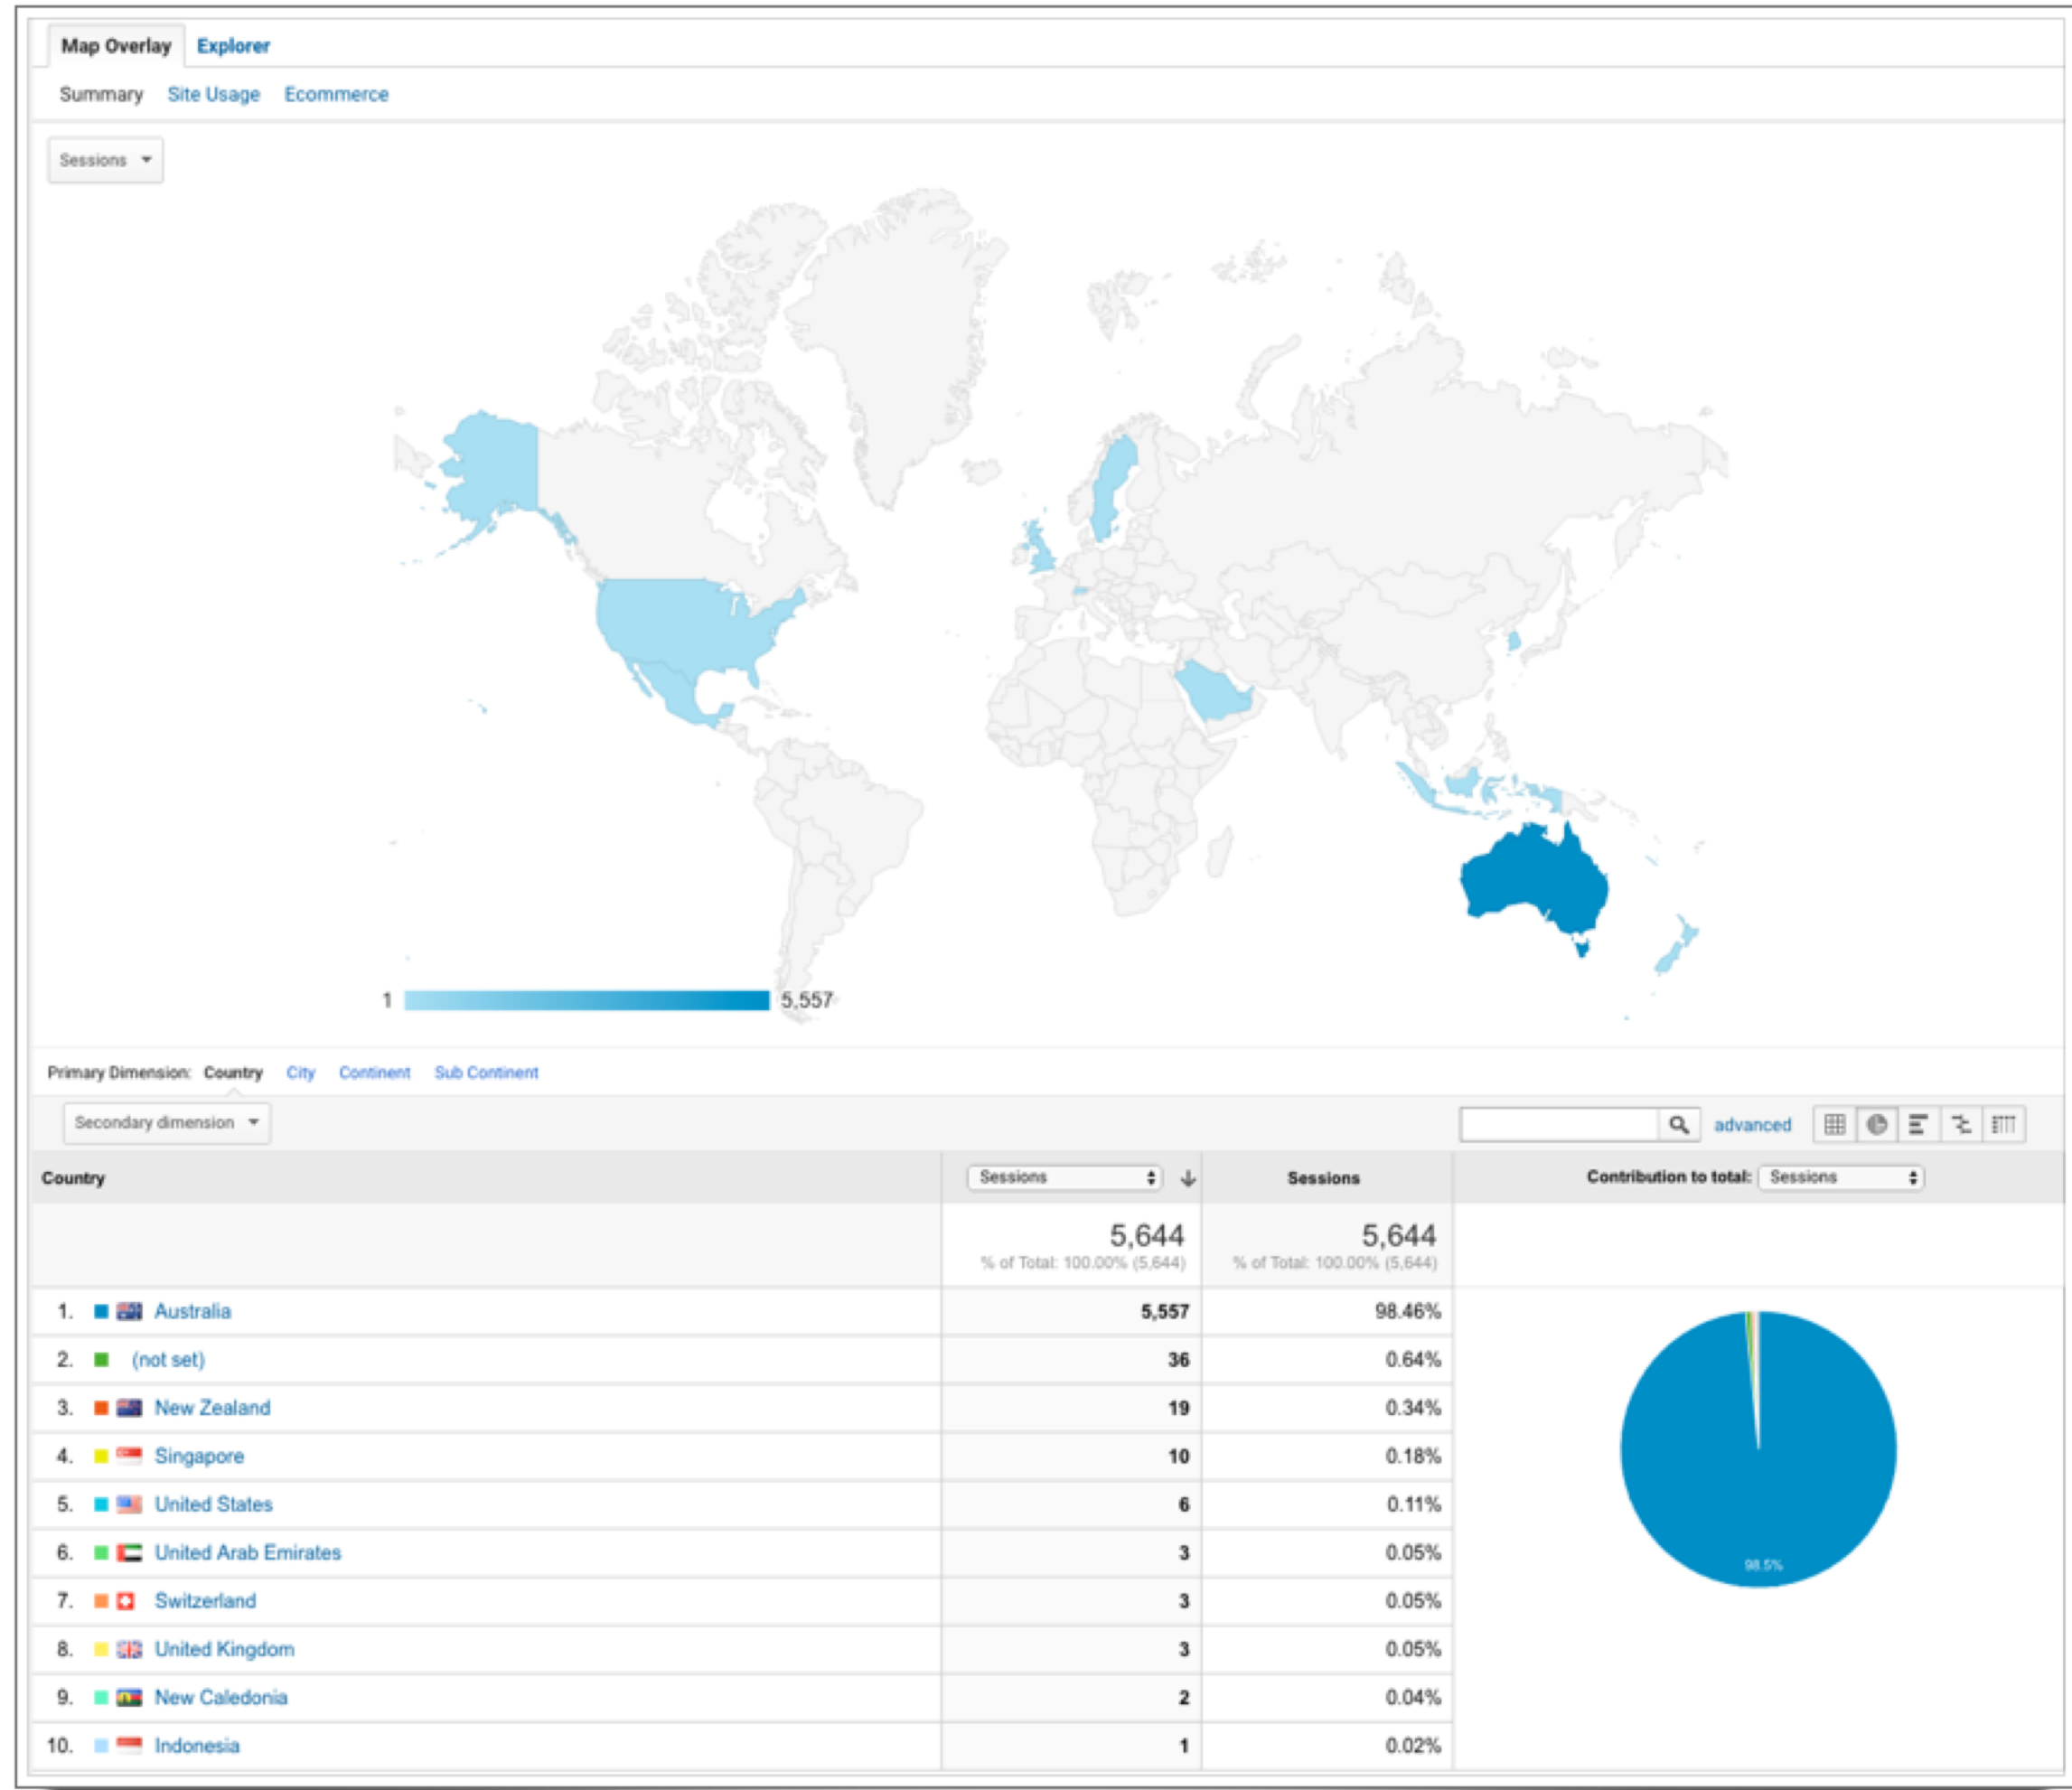 Map Overlay Explorer
Summary Site Usage Ecommerce
Sessions
1 5,557
Primary Dimension: Country City Continent Sub Continent
Secondary dimension advanced
Country Sessions Sessions Contribution to total: Sessions
5,644 5,644
% of Total: 100.00% (5,644) % of Total: 100.00% (5,644)
1. Australia 5,557 98.46%
2. (not set) 36 0.64%
3. New Zealand 19 0.34%
4. Singapore 10 0.18%
5. United States 6 0.11%
6. United Arab Emirates 3 0.05%
98.5%
7. Switzerland 3 0.05%
8. United Kingdom 3 0.05%
9. New Caledonia 2 0.04%
10. Indonesia 1 0.02%